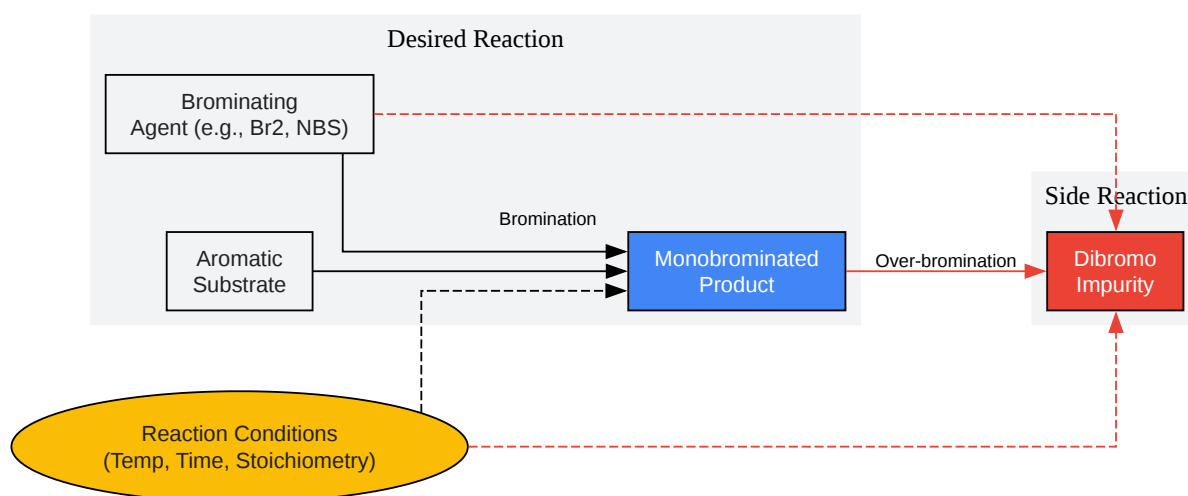 Desired Reaction
Brominating
Agent (e.g., Br2, NBS)
Side Reaction
Bromination
Aromatic
Substrate
Monobrominated
Product
Over-bromination
Dibromo
Impurity
Reaction Conditions
(Temp, Time, Stoichiometry)